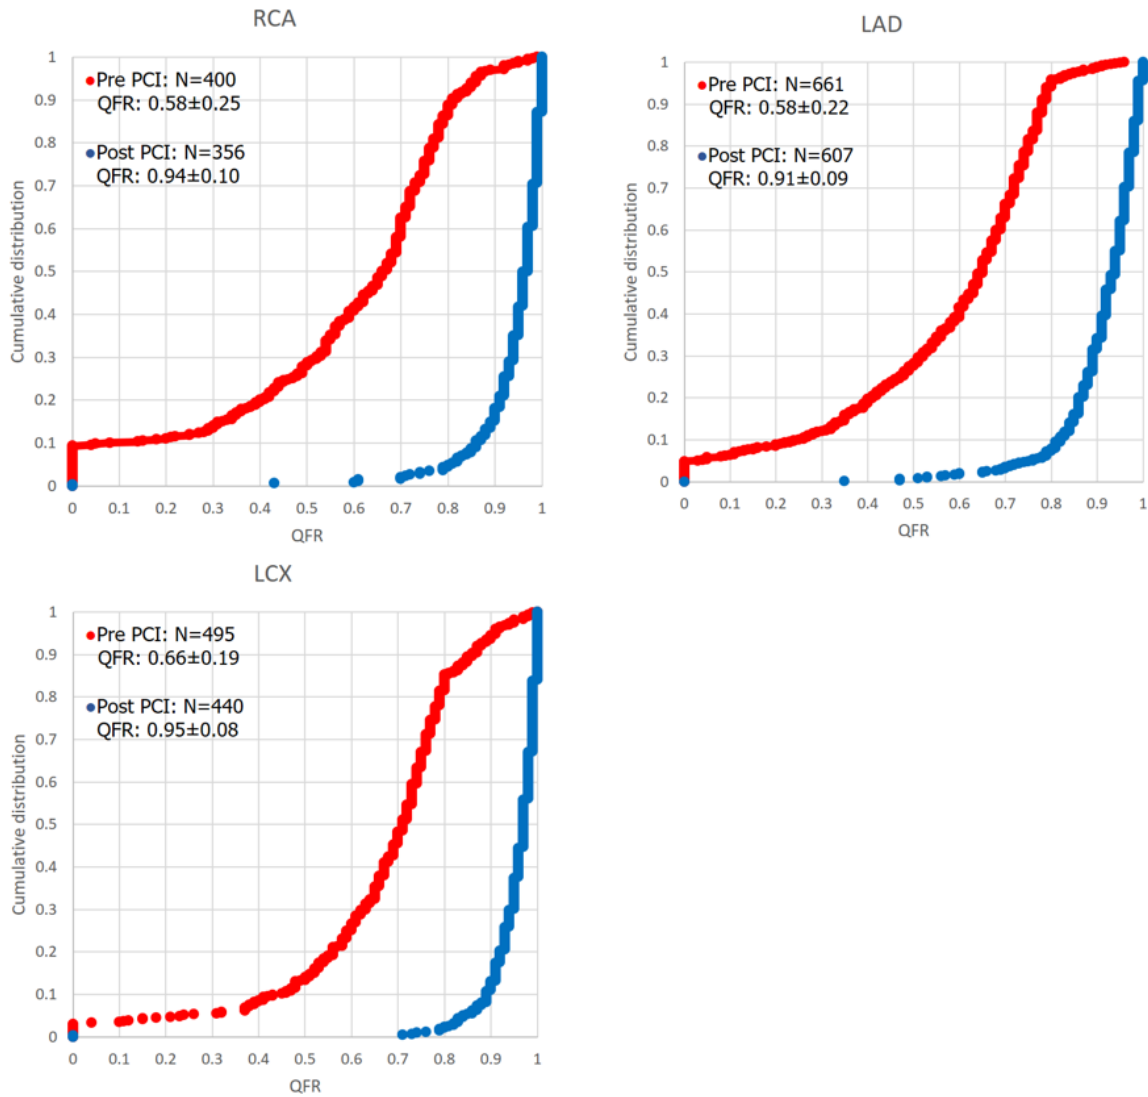 RCA
Pre PCI: N=400
QFR: 0.58±0.25
Post PCI: N=356
QFR: 0.94±0.10
Cumulative distribution
1
0.9
0.8
0.7
0.6
0.5
0.4
0.3
0.2
0.1
0
0 0.1 0.2 0.3 0.4 0.5 0.6 0.7 0.8 0.9 1
QFR
LAD
Pre PCI: N=661
QFR: 0.58±0.22
Post PCI: N=607
QFR: 0.91±0.09
Cumulative distribution
1
0.9
0.8
0.7
0.6
0.5
0.4
0.3
0.2
0.1
0
0 0.1 0.2 0.3 0.4 0.5 0.6 0.7 0.8 0.9 1
QFR
LCX
Pre PCI: N=495
QFR: 0.66±0.19
Post PCI: N=440
QFR: 0.95±0.08
Cumulative distribution
1
0.9
0.8
0.7
0.6
0.5
0.4
0.3
0.2
0.1
0
0 0.1 0.2 0.3 0.4 0.5 0.6 0.7 0.8 0.9 1
QFR